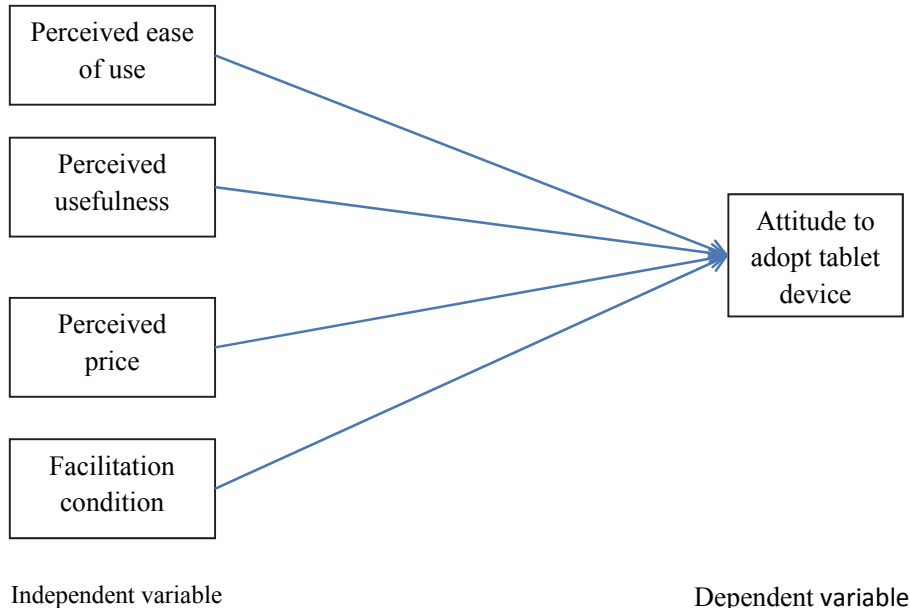 Perceived ease
of use
Perceived
usefulness
Perceived
price
Facilitation
condition
Attitude to
adopt tablet
device
Independent variable
Dependent variable